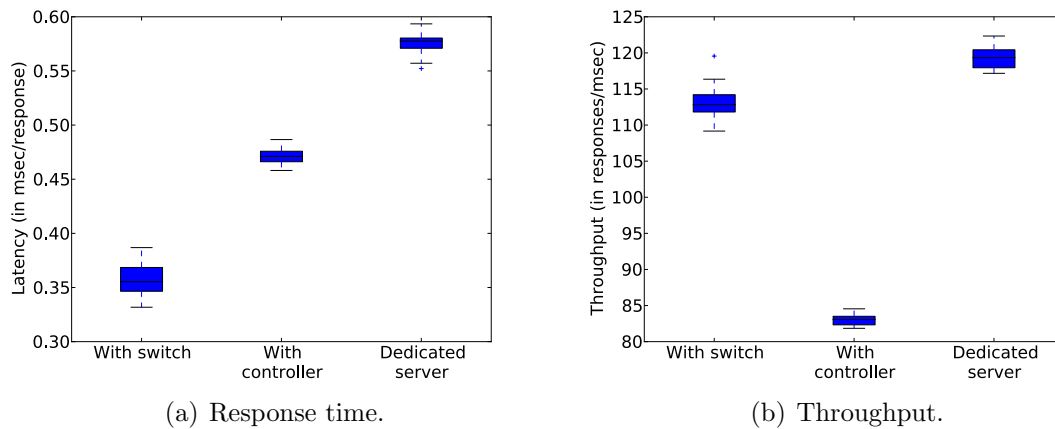 0.60
0.55
0.50
0.45
0.40
0.35
0.30
Latency (in msec/response)
With switch
With
controller
Dedicated
server
(a) Response time.
125
120
115
110
105
100
95
90
85
80
Throughput (in responses/msec)
With switch
With
controller
Dedicated
server
(b) Throughput.